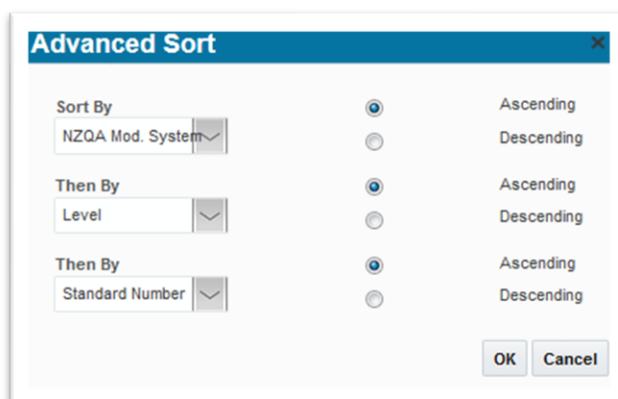 Advanced Sort
Sort By
Ascending
NZQA Mod. System
Descending
Then By
Ascending
Level
Descending
Then By
Ascending
Standard Number
Descending
OK Cancel